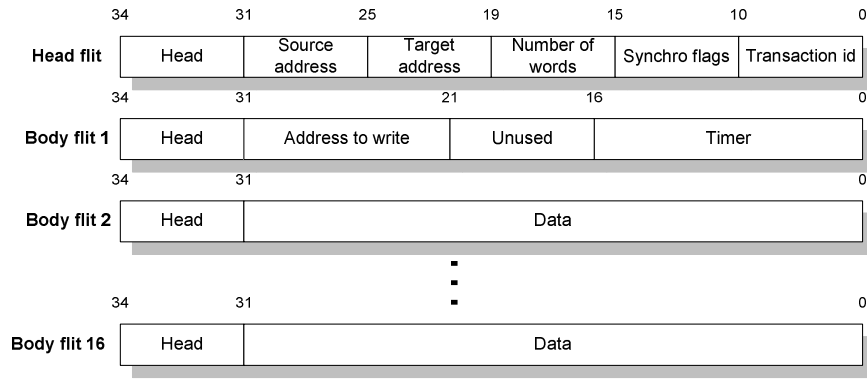 34 31 25 19 15 10 0
Head flit Head Source address Target address Number of words Synchro flags Transaction id
34 31 21 16 0
Body flit 1 Head Address to write Unused Timer
34 31 0
Body flit 2 Head Data
34 31 0
Body flit 16 Head Data